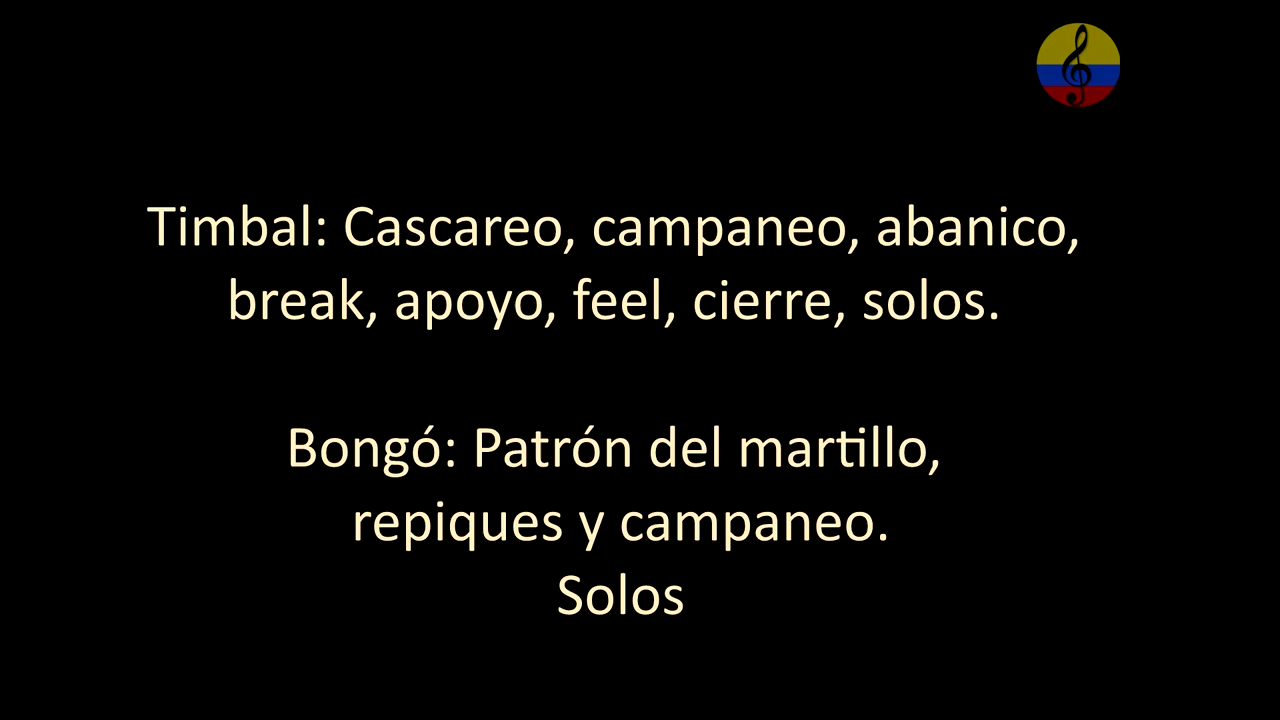 Timbal: Cascareo, campaneo, abanico,
break, apoyo, feel, cierre, solos.
Bongó: Patrón del martillo,
repiques y campaneo.
Solos